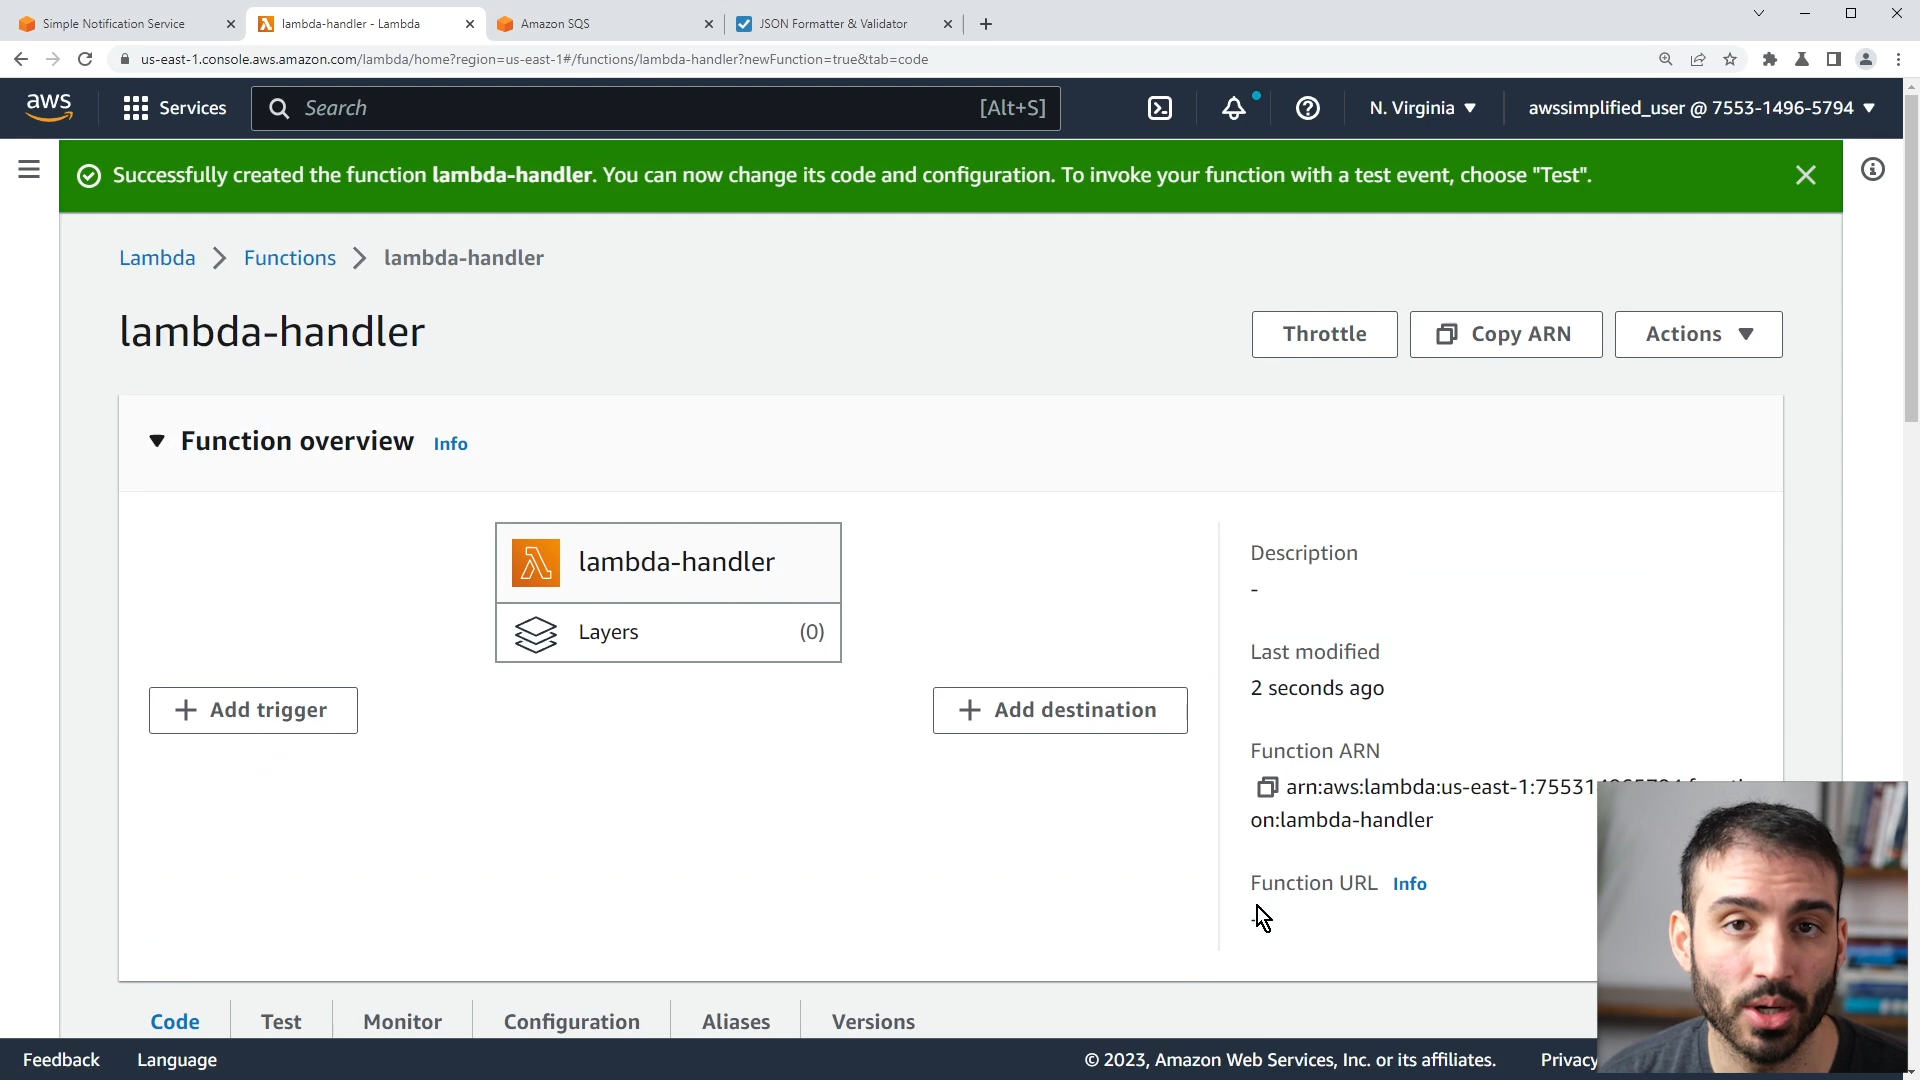 Simple Notification Service
lambda-handler - Lambda
Amazon SQS
JSON Formatter & Validator
us-east-1.console.aws.amazon.com/lambda/home?region=us-east-1#/functions/lambda-handler?newFunction=true&tab=code
aws
Services
Search
[Alt+S]
N. Virginia
awssimplified_user @ 7553-1496-5794
Successfully created the function lambda-handler. You can now change its code and configuration. To invoke your function with a test event, choose "Test".
Lambda
Functions
lambda-handler
lambda-handler
Throttle
Copy ARN
Actions
Function overview Info
lambda-handler
Layers (0)
Add trigger
Add destination
Description
-
Last modified
2 seconds ago
Function ARN
arn:aws:lambda:us-east-1:75531
on:lambda-handler
Function URL Info
-
Code
Test
Monitor
Configuration
Aliases
Versions
Feedback
Language
© 2023, Amazon Web Services, Inc. or its affiliates.
Privacy